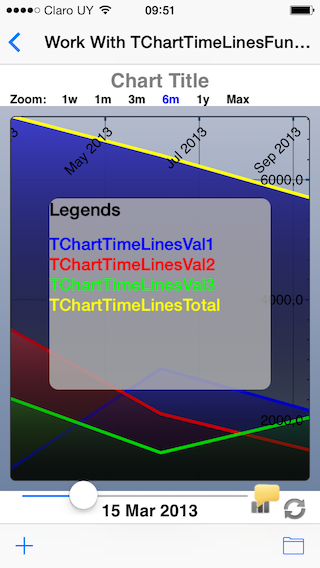 Claro UY 09:51
Work With TChartTimeLinesFun...
Chart Title
Zoom: 1w 1m 3m 6m 1y Max
3 May 2013 Jul 2013 Sep 2013
6000,0
Legends
TChartTimeLinesVal1
TChartTimeLinesVal2
TChartTimeLinesVal3
TChartTimeLinesTotal
4000,0
2000,0
15 Mar 2013